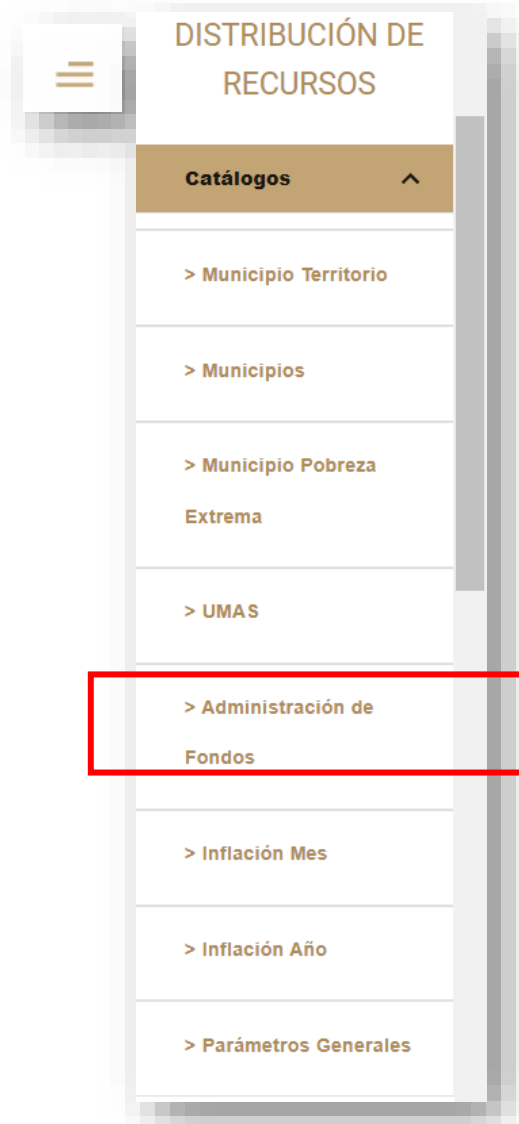 DISTRIBUCIÓN DE
RECURSOS
Catálogos
> Municipio Territorio
> Municipios
> Municipio Pobreza
Extrema
> UMAS
> Administración de
Fondos
> Inflación Mes
> Inflación Año
> Parámetros Generales